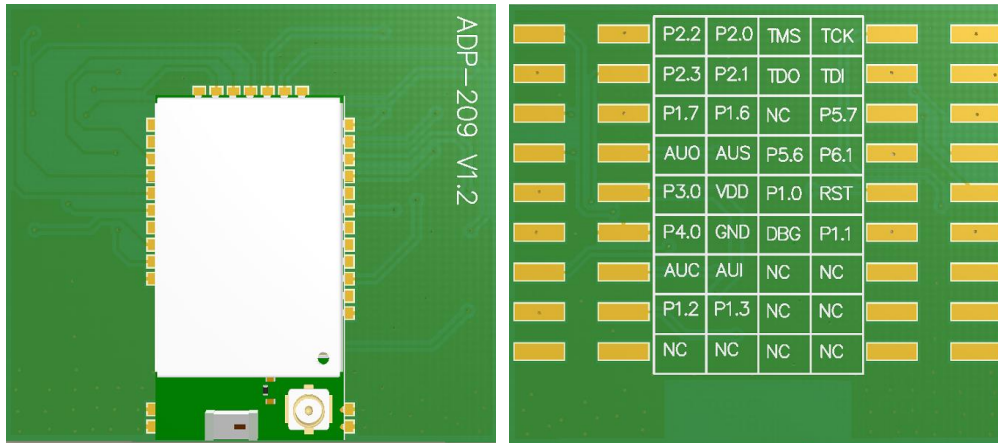 ADP-209 V1.2
P2.2 P2.0 TMS TCK
P2.3 P2.1 TDO TDI
P1.7 P1.6 NC P5.7
AUO AUS P5.6 P6.1
P3.0 VDD P1.0 RST
P4.0 GND DBG P1.1
AUC AUI NC NC
P1.2 P1.3 NC NC
NC NC NC NC